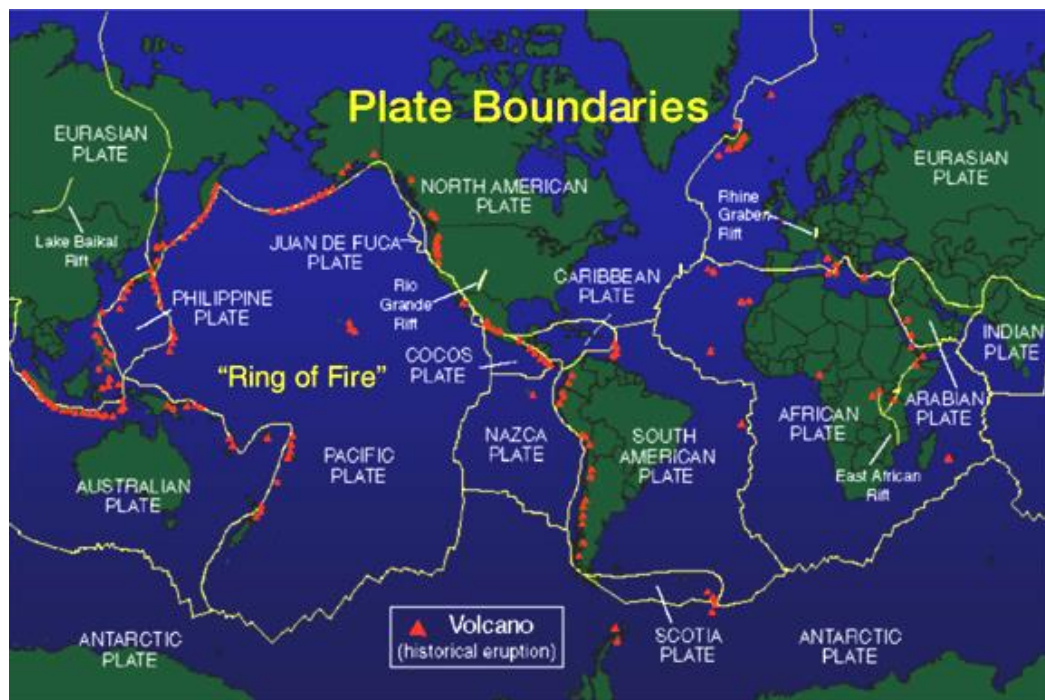 Plate Boundaries
EURASIAN
PLATE
Lake Baikal
Rift
PHILIPPINE
PLATE
"Ring of Fire"
AUSTRALIAN
PLATE
ANTARCTIC
PLATE
NORTH AMERICAN
PLATE
JUAN DE FUCA
PLATE
Rio
Grande
Rift
CARIBBEAN
PLATE
COCOS
PLATE
PACIFIC
PLATE
NAZCA
PLATE
SOUTH
AMERICAN
PLATE
SCOTIA
PLATE
Rhine
Graben
Rift
EURASIAN
PLATE
INDIAN
PLATE
ARABIAN
PLATE
AFRICAN
PLATE
East African
Rift
ANTARCTIC
PLATE
Volcano
(historical eruption)